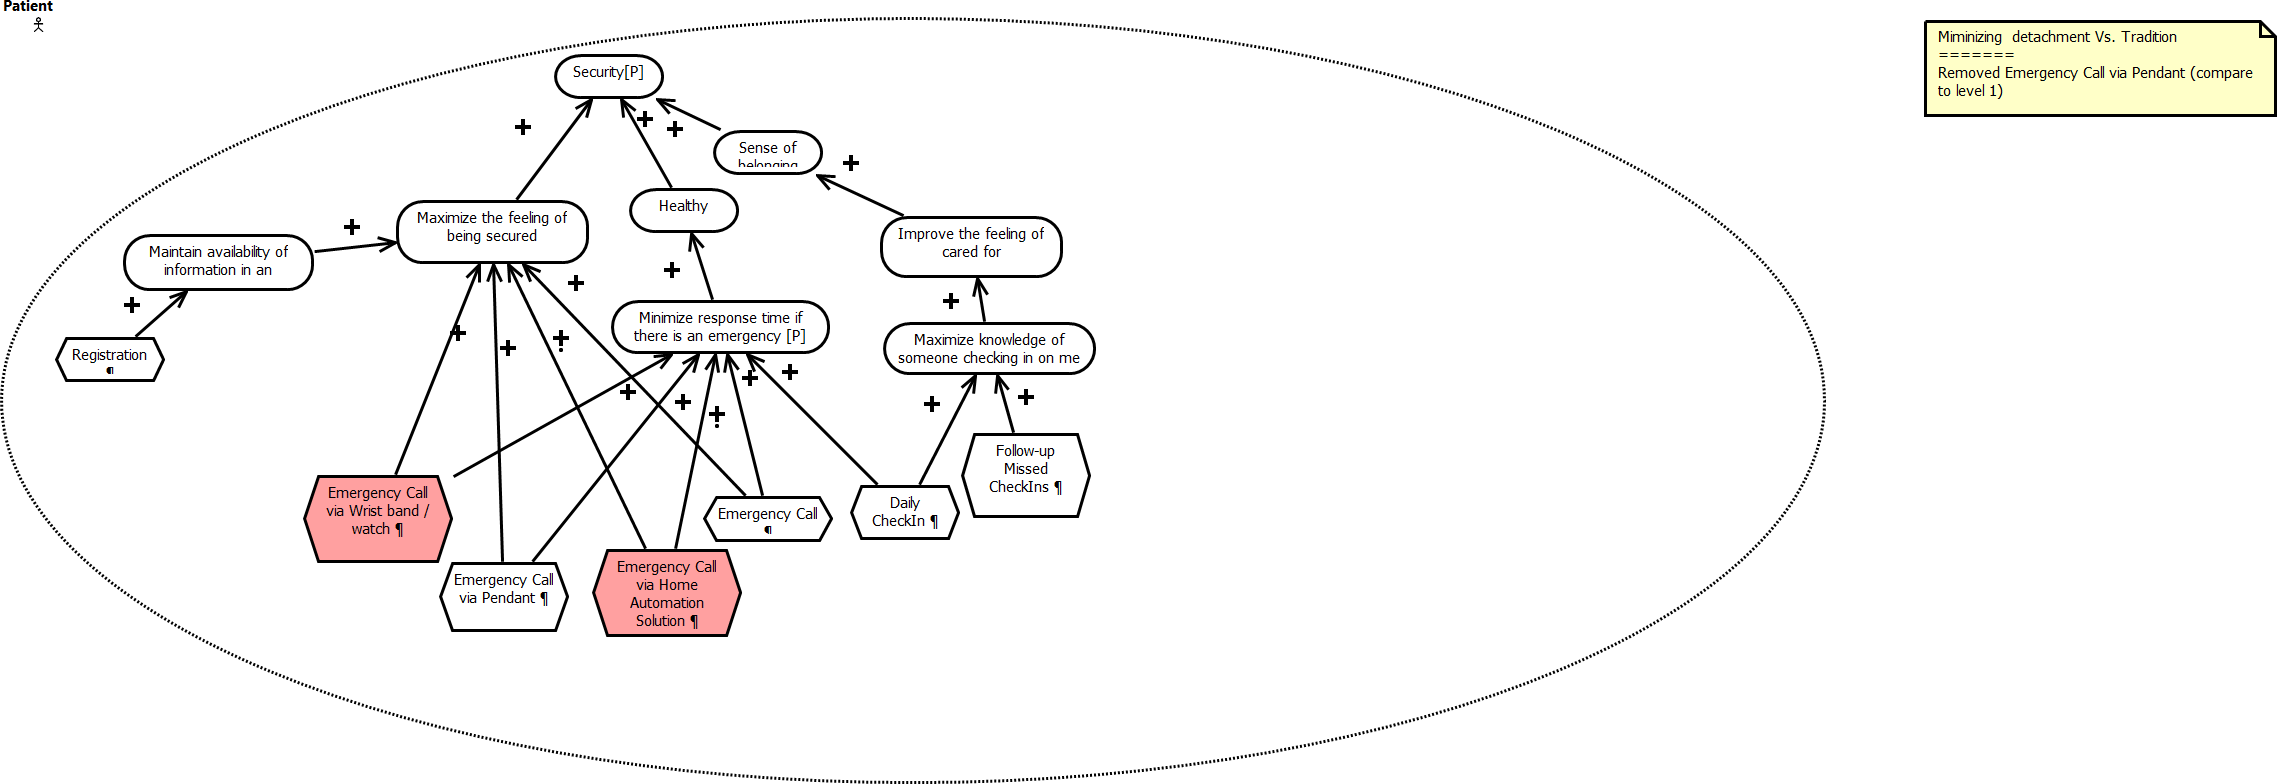 Patient
Miminizing  detachment Vs. Tradition
=======
Removed Emergency Call via Pendant (compare
to level 1)
Security[P]
Sense of
belonging
Healthy
Maximize the feeling of
being secured
Improve the feeling of
cared for
Maintain availability of
information in an
Minimize response time if
there is an emergency [P]
Maximize knowledge of
someone checking in on me
Registration
¶
Follow-up
Missed
CheckIns ¶
Emergency Call
via Wrist band /
watch ¶
Daily
CheckIn ¶
Emergency Call
¶
Emergency Call
via Pendant ¶
Emergency Call
via Home
Automation
Solution ¶